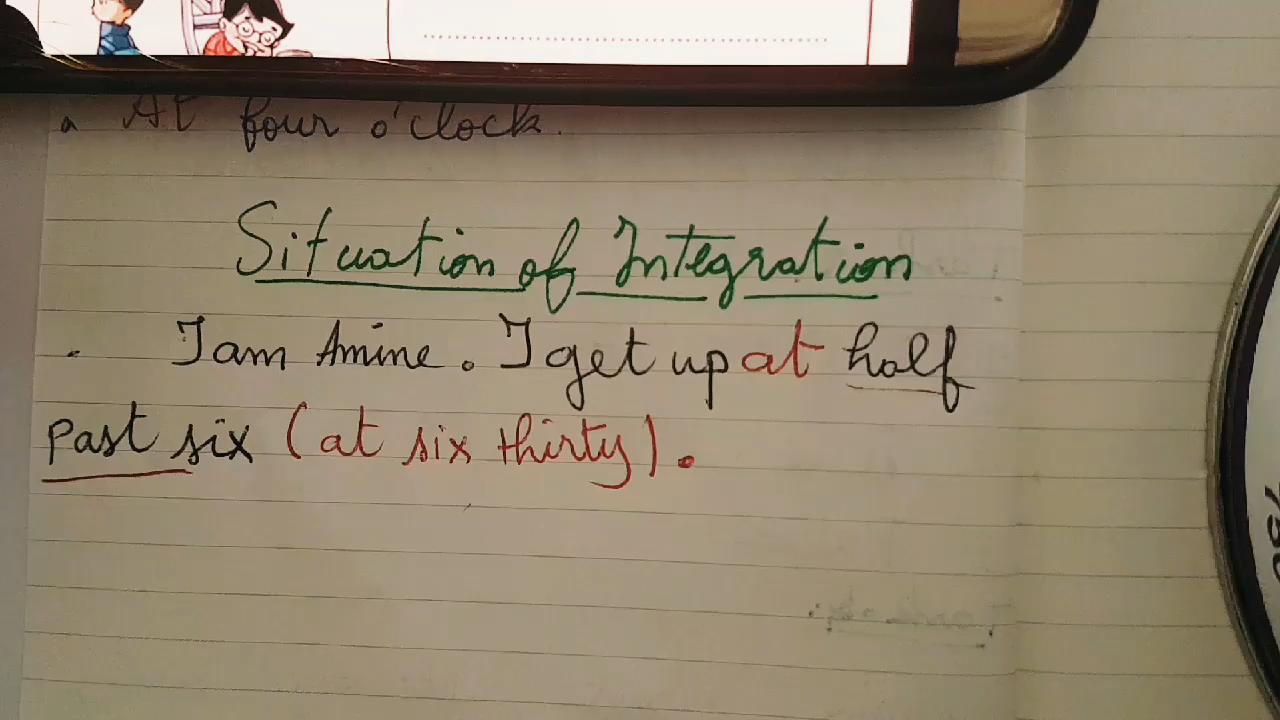 a At four o'clock.
Situation of Integration
. I am Amine. I get up at half
past six (at six thirty).